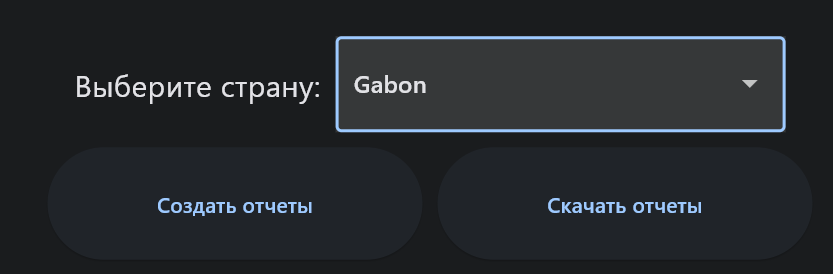 Выберите страну: Gabon
Создать отчеты Скачать отчеты